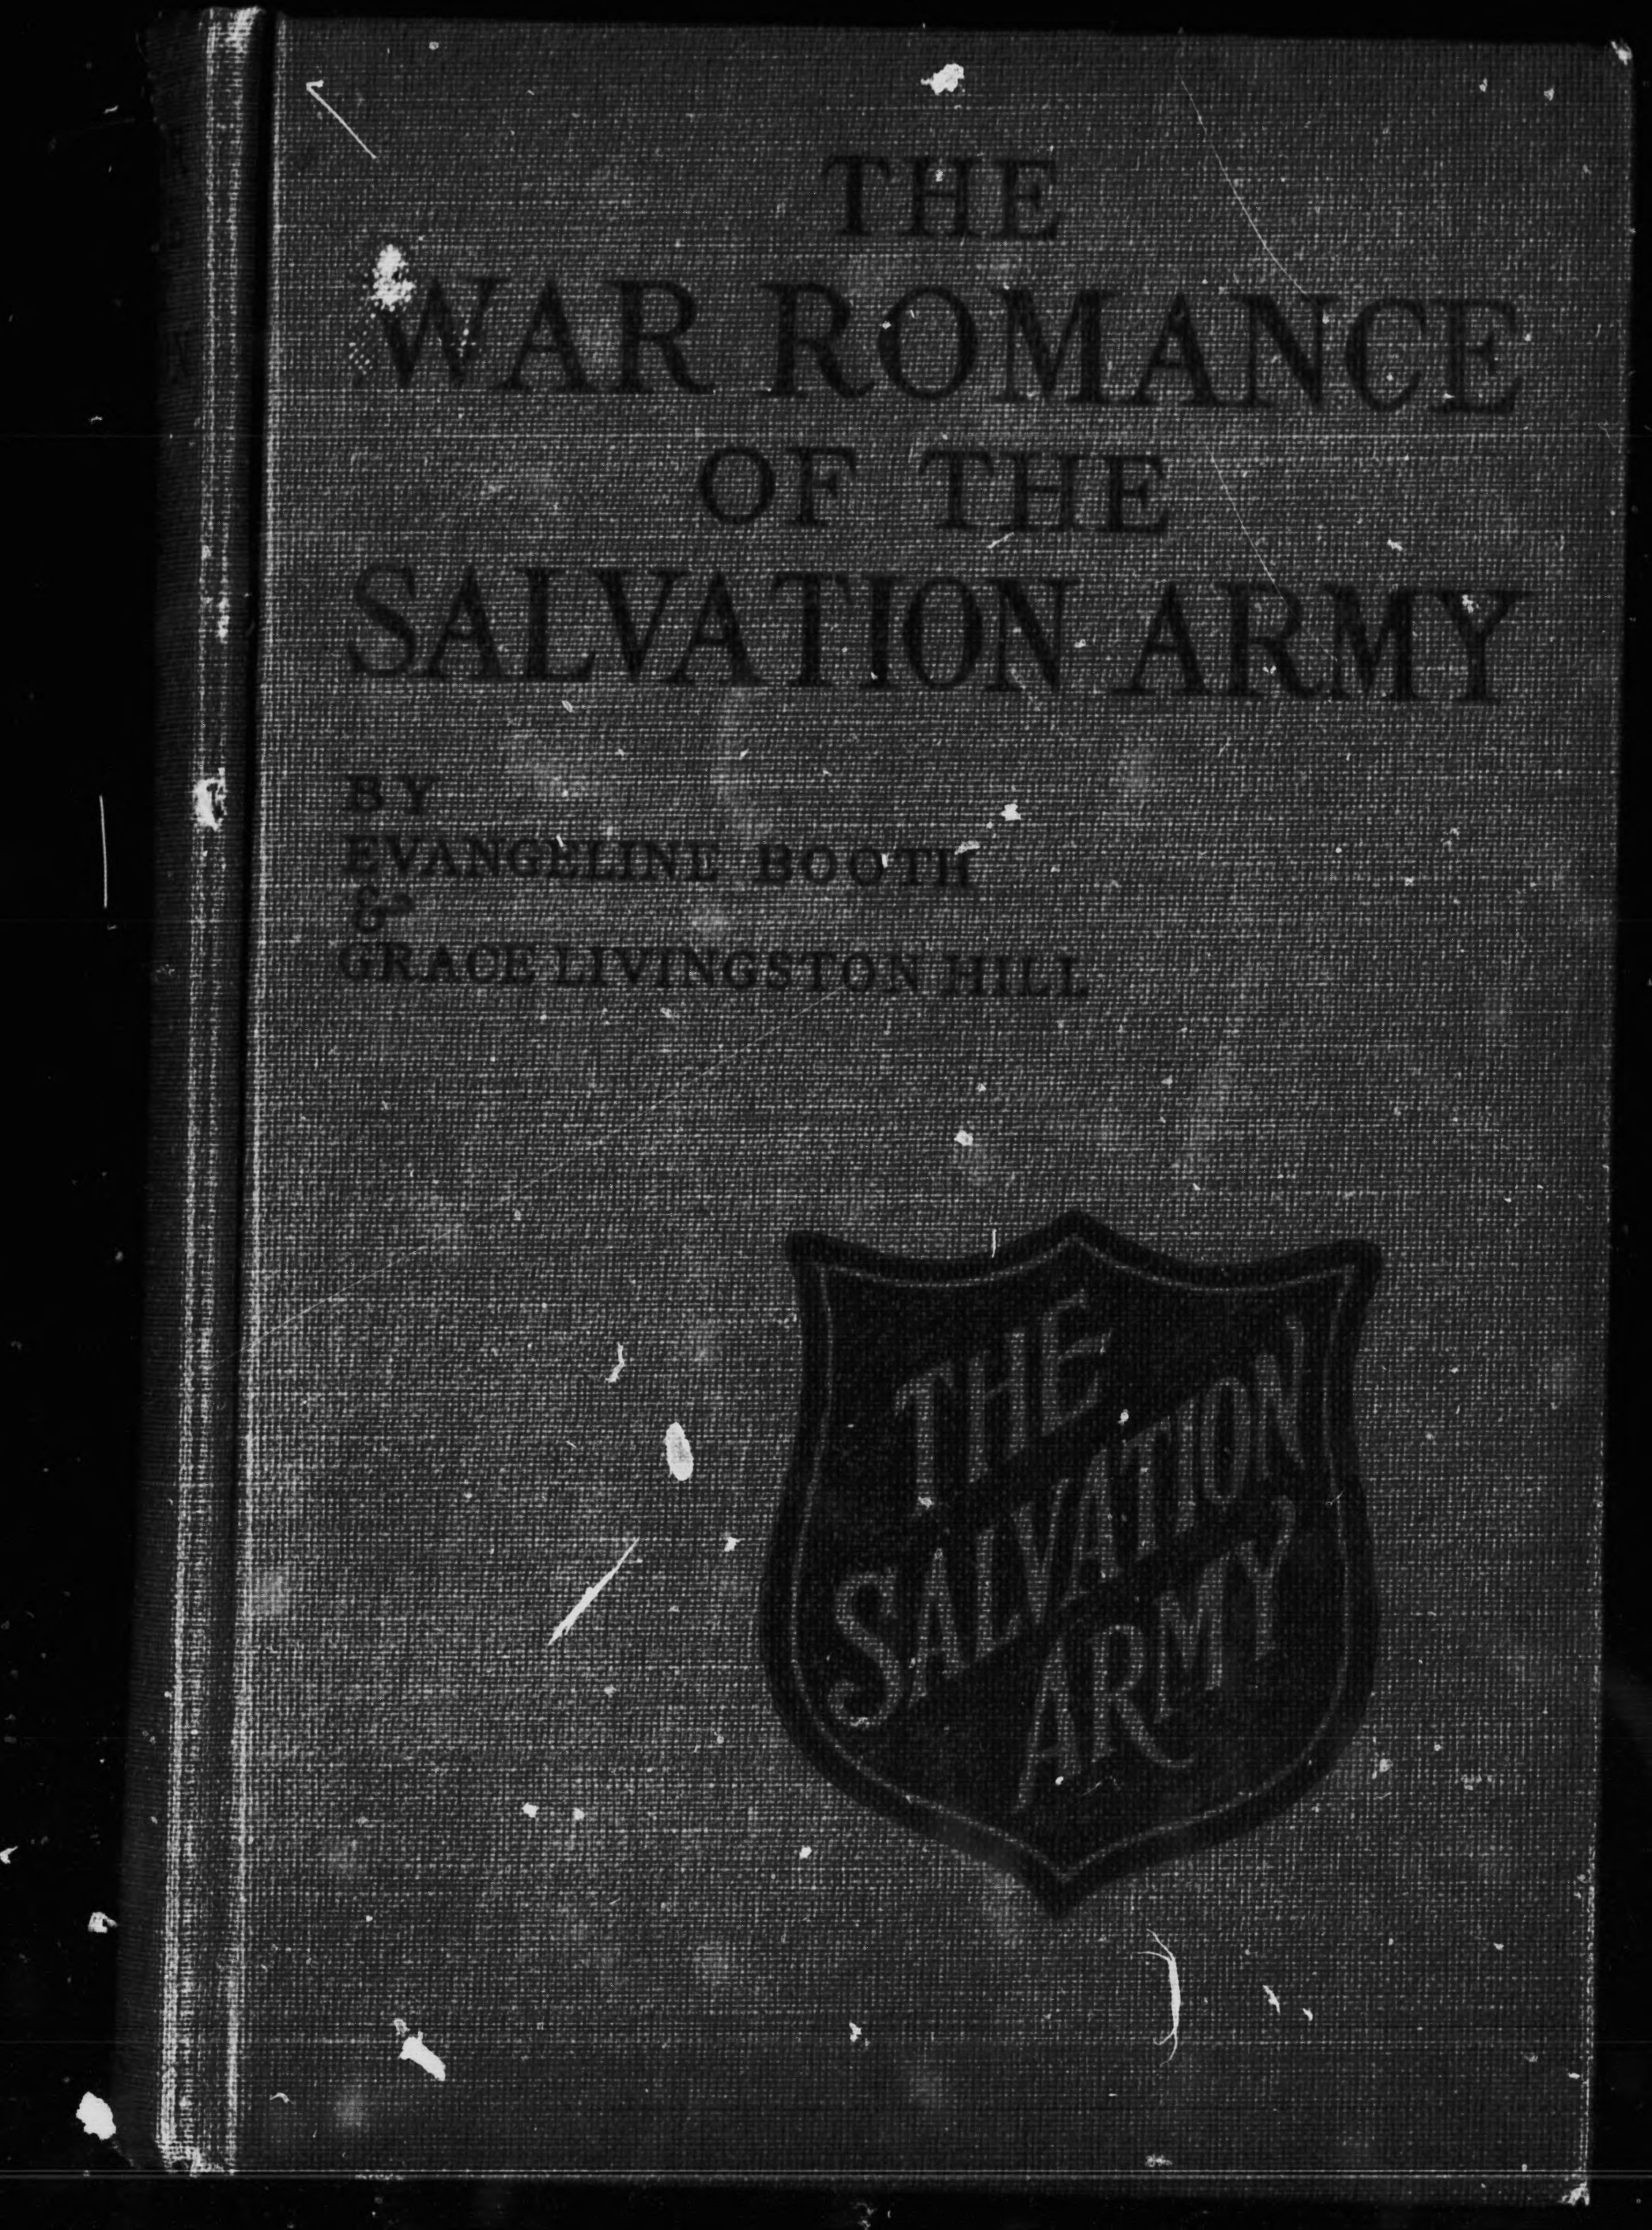 THE
WAR ROMANCE
OF THE
SALVATION ARMY
BY
EVANGELINE BOOTH
&
GRACE LIVINGSTON HILL
THE
SALVATION
ARMY